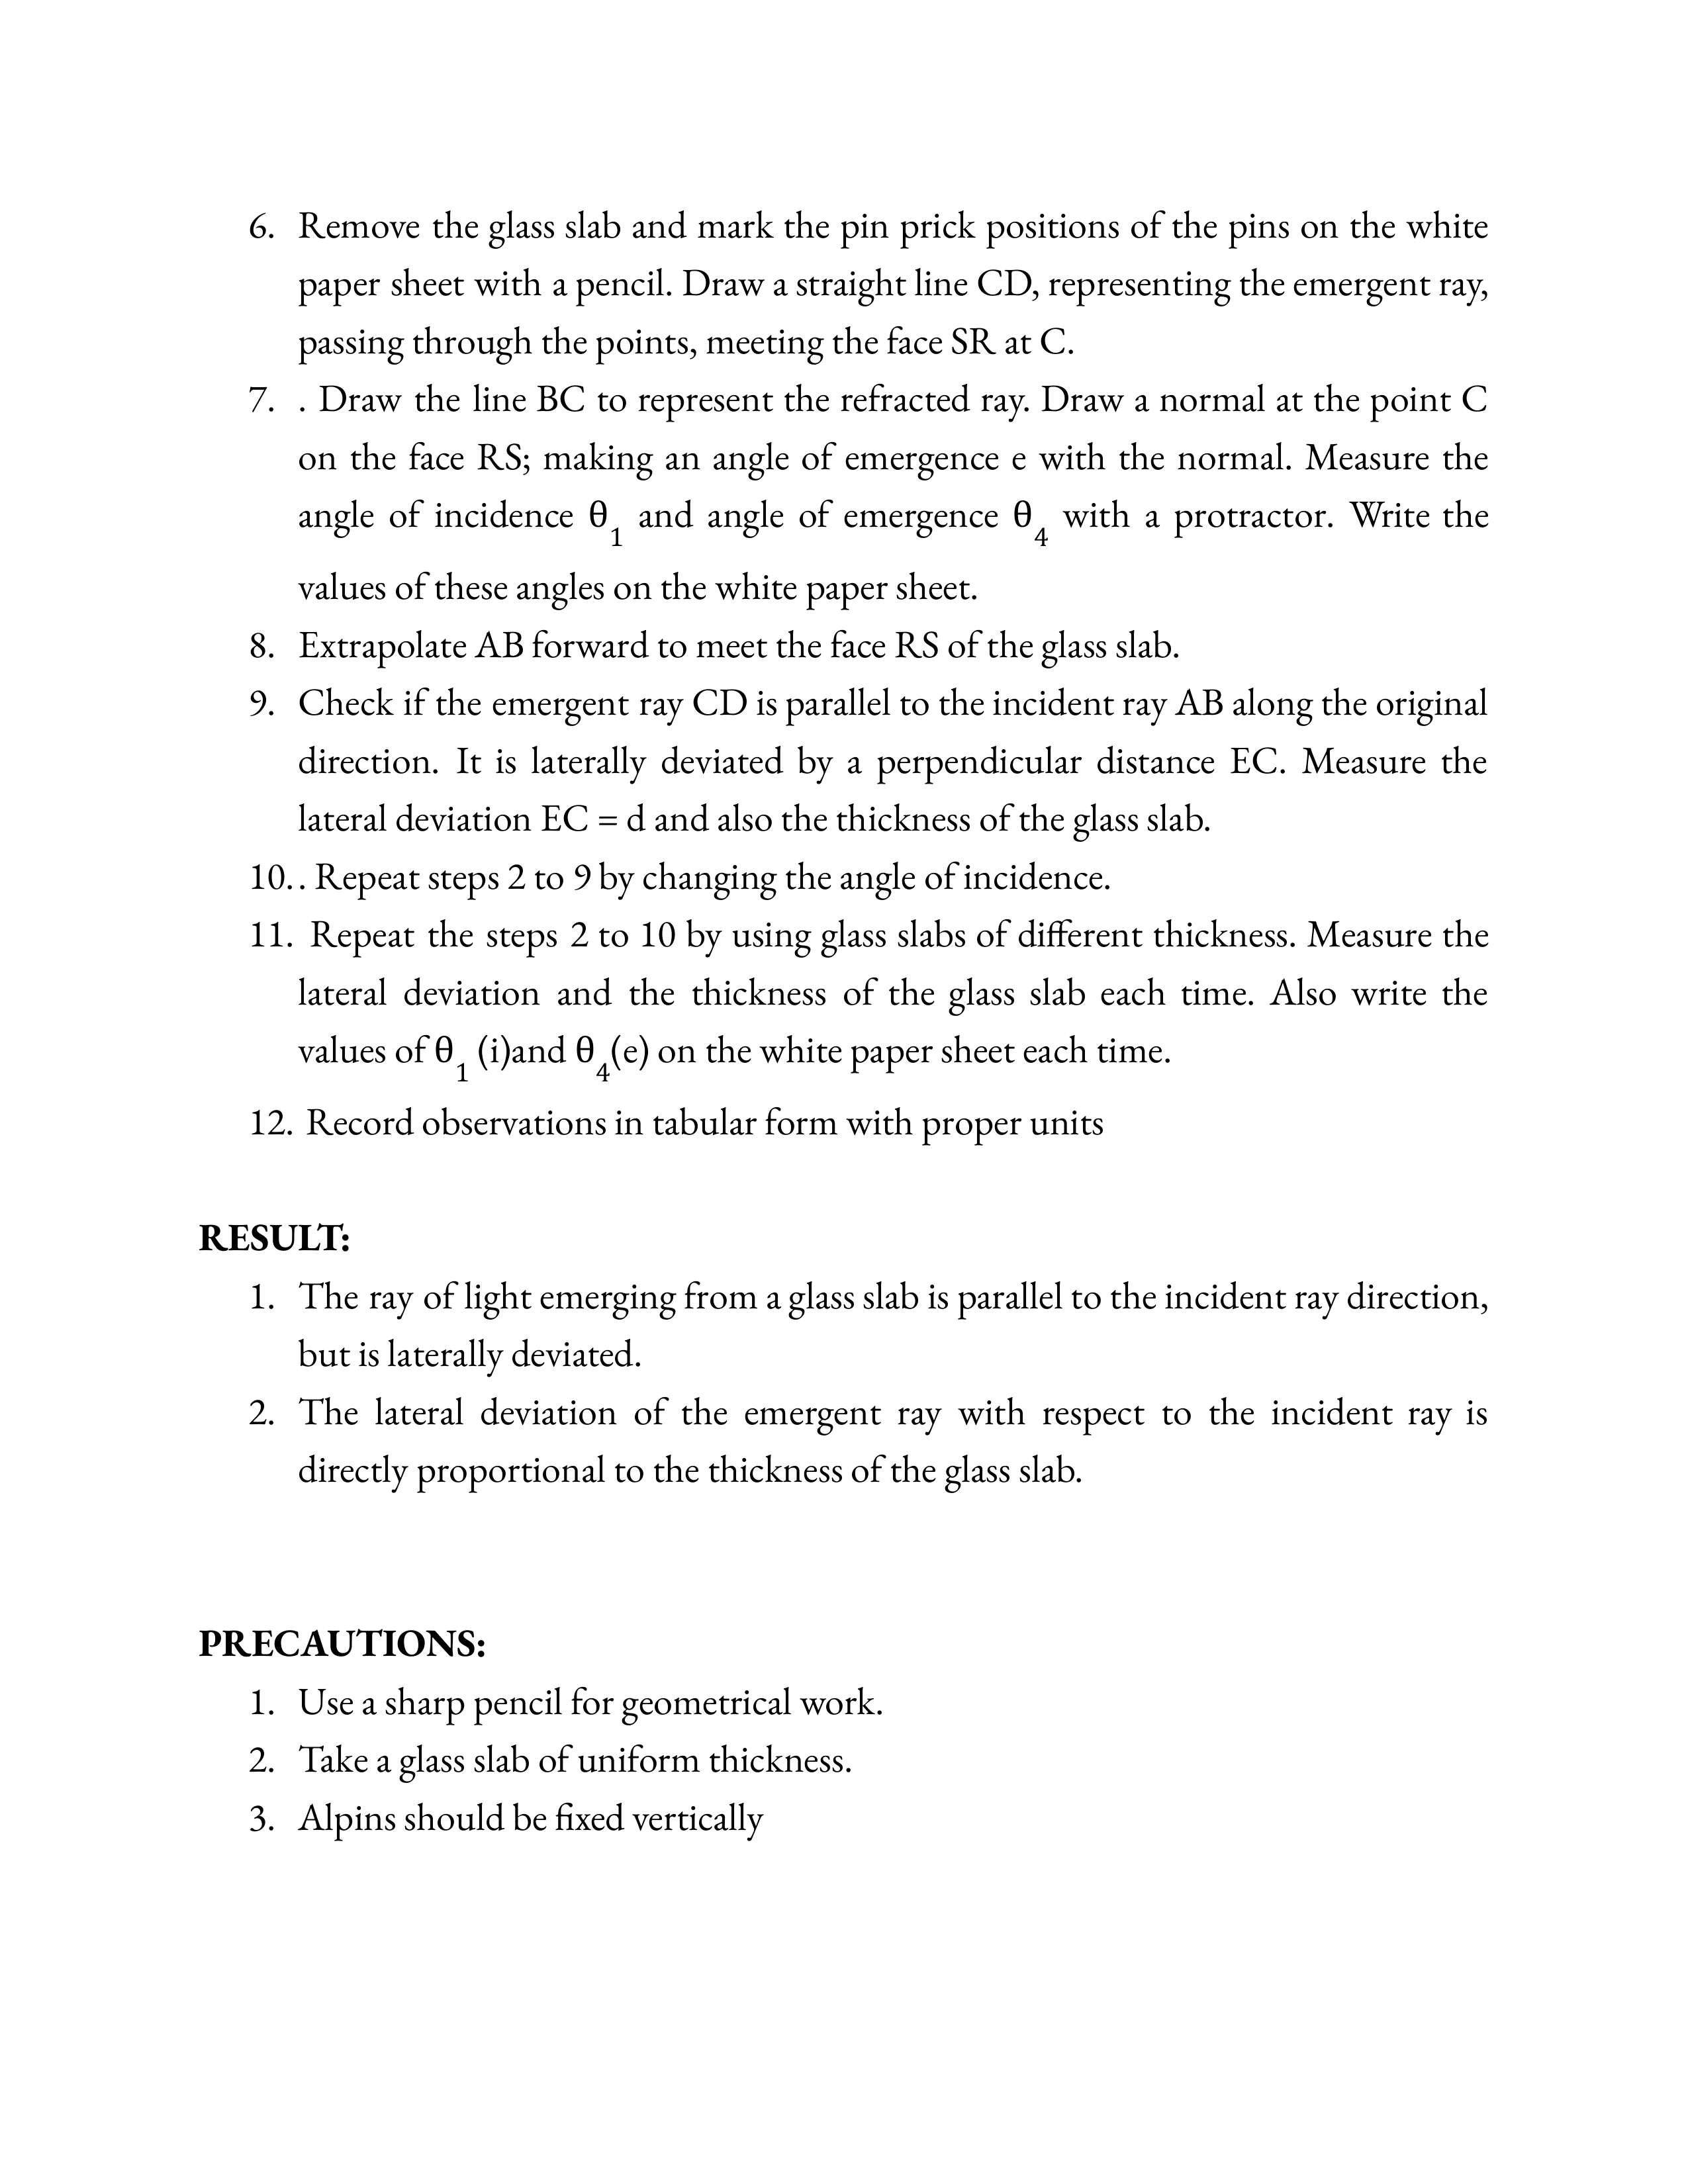 6. Remove the glass slab and mark the pin prick positions of the pins on the white
paper sheet with a pencil. Draw a straight line CD, representing the emergent ray,
passing through the points, meeting the face SR at C.
7. . Draw the line BC to represent the refracted ray. Draw a normal at the point C
on the face RS; making an angle of emergence e with the normal. Measure the
angle of incidence θ₁ and angle of emergence θ₄ with a protractor. Write the
values of these angles on the white paper sheet.
8. Extrapolate AB forward to meet the face RS of the glass slab.
9. Check if the emergent ray CD is parallel to the incident ray AB along the original
direction. It is laterally deviated by a perpendicular distance EC. Measure the
lateral deviation EC = d and also the thickness of the glass slab.
10. . Repeat steps 2 to 9 by changing the angle of incidence.
11. Repeat the steps 2 to 10 by using glass slabs of different thickness. Measure the
lateral deviation and the thickness of the glass slab each time. Also write the
values of θ₁ (i)and θ₄(e) on the white paper sheet each time.
12. Record observations in tabular form with proper units
RESULT:
1. The ray of light emerging from a glass slab is parallel to the incident ray direction,
but is laterally deviated.
2. The lateral deviation of the emergent ray with respect to the incident ray is
directly proportional to the thickness of the glass slab.
PRECAUTIONS:
1. Use a sharp pencil for geometrical work.
2. Take a glass slab of uniform thickness.
3. Alpins should be fixed vertically